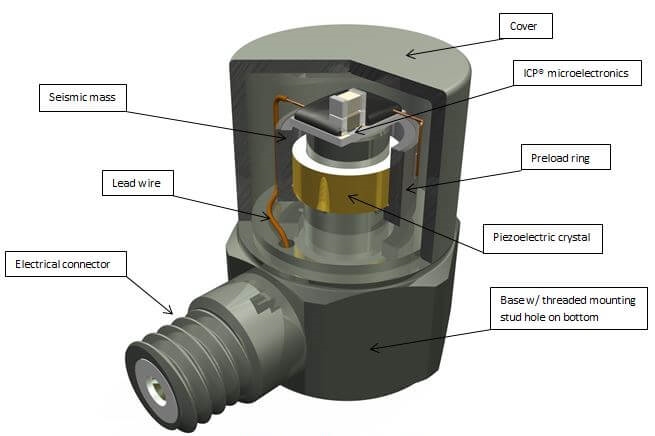 Cover
ICP® microelectronics
Seismic mass
Preload ring
Lead wire
Piezoelectric crystal
Electrical connector
Base w/ threaded mounting
stud hole on bottom